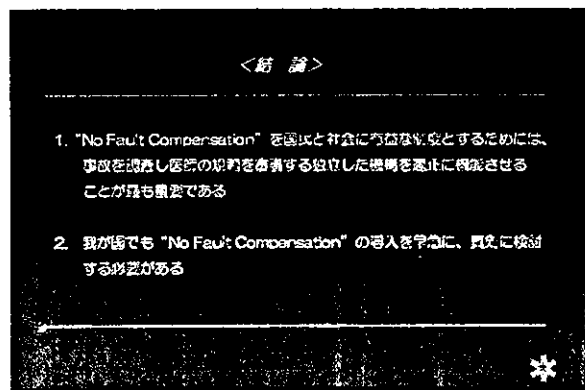 <結 論>
1. "No Fault Compensation" を国民と社会に有益な制度とするためには、
事故を調査し医師の規約を審査する独立した機構を適正に機能させる
ことが最も重要である
2. 我が国でも "No Fault Compensation" の導入を早急に、真剣に検討
する必要がある